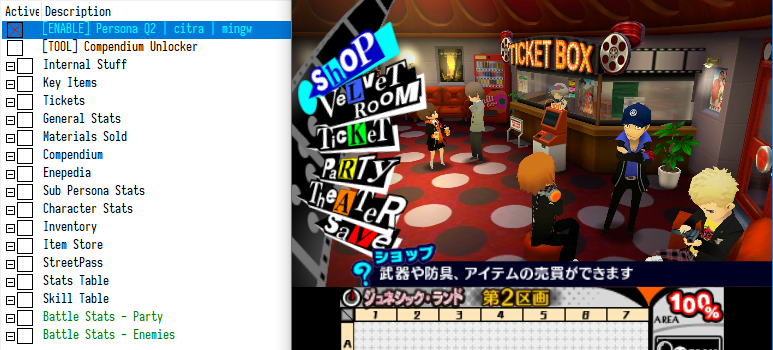 Active Description
[ENABLE] Persona Q2 | citra | mingw
[TOOL] Compendium Unlocker
Internal Stuff
Key Items
Tickets
General Stats
Materials Sold
Compendium
Enepedia
Sub Persona Stats
Character Stats
Inventory
Item Store
StreetPass
Stats Table
Skill Table
Battle Stats - Party
Battle Stats - Enemies
TICKET BOX
SHOP
VELVET ROOM
TICKET
PARTY
THEATER
SAVE
ショップ
武器や防具、アイテムの売買ができます
ジュネシック・ランド 第2区画
100%
AREA
1 2 3 4 5 6 7
A